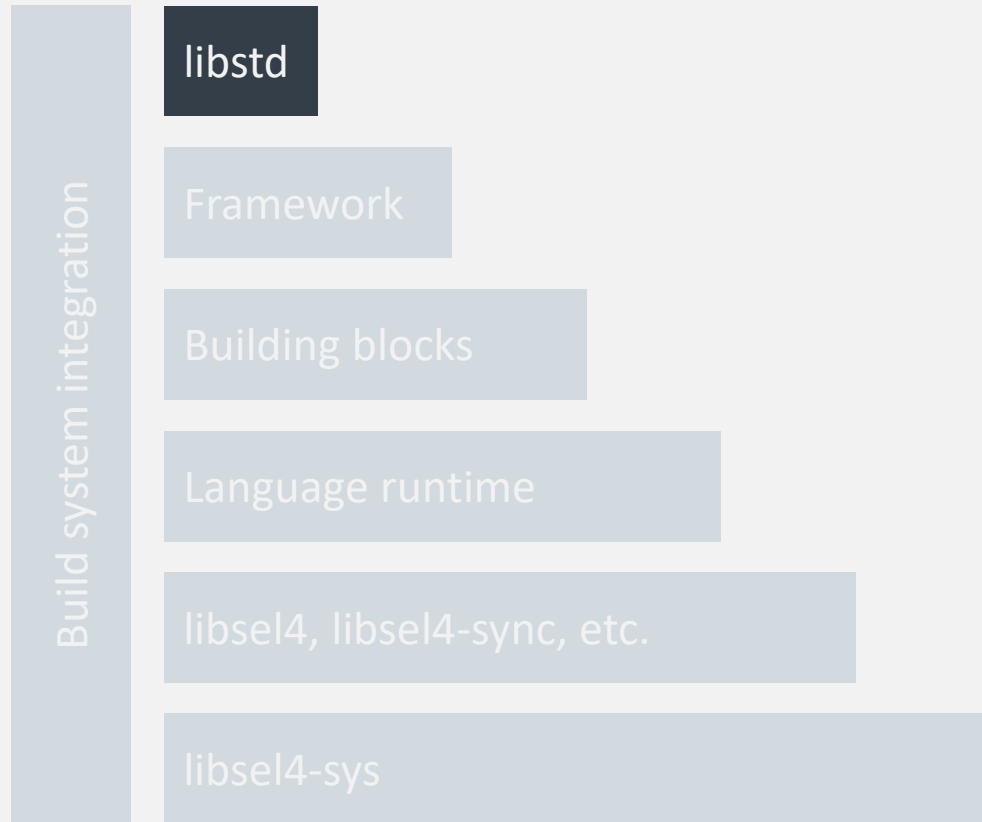 Build system integration
libstd
Framework
Building blocks
Language runtime
libsel4, libsel4-sync, etc.
libsel4-sys